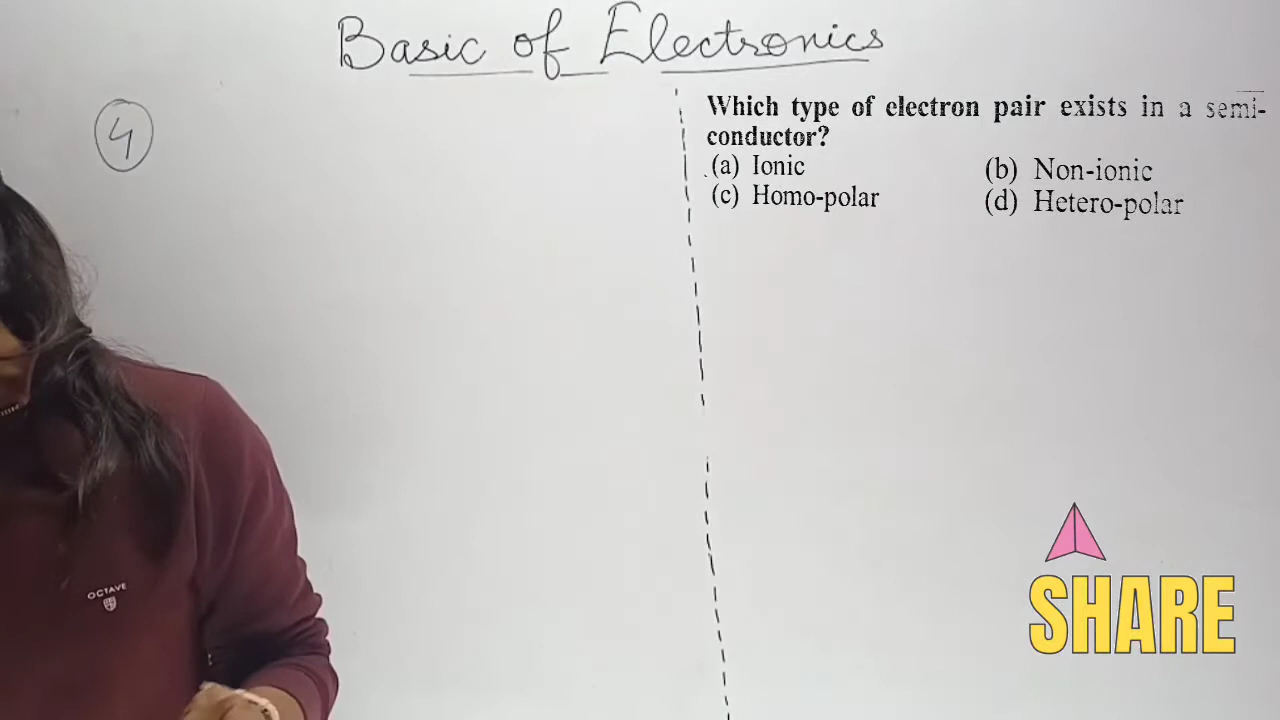 Basic of Electronics
4
Which type of electron pair exists in a semi-
conductor?
(a) Ionic (b) Non-ionic
(c) Homo-polar (d) Hetero-polar
OCTAVE
SHARE